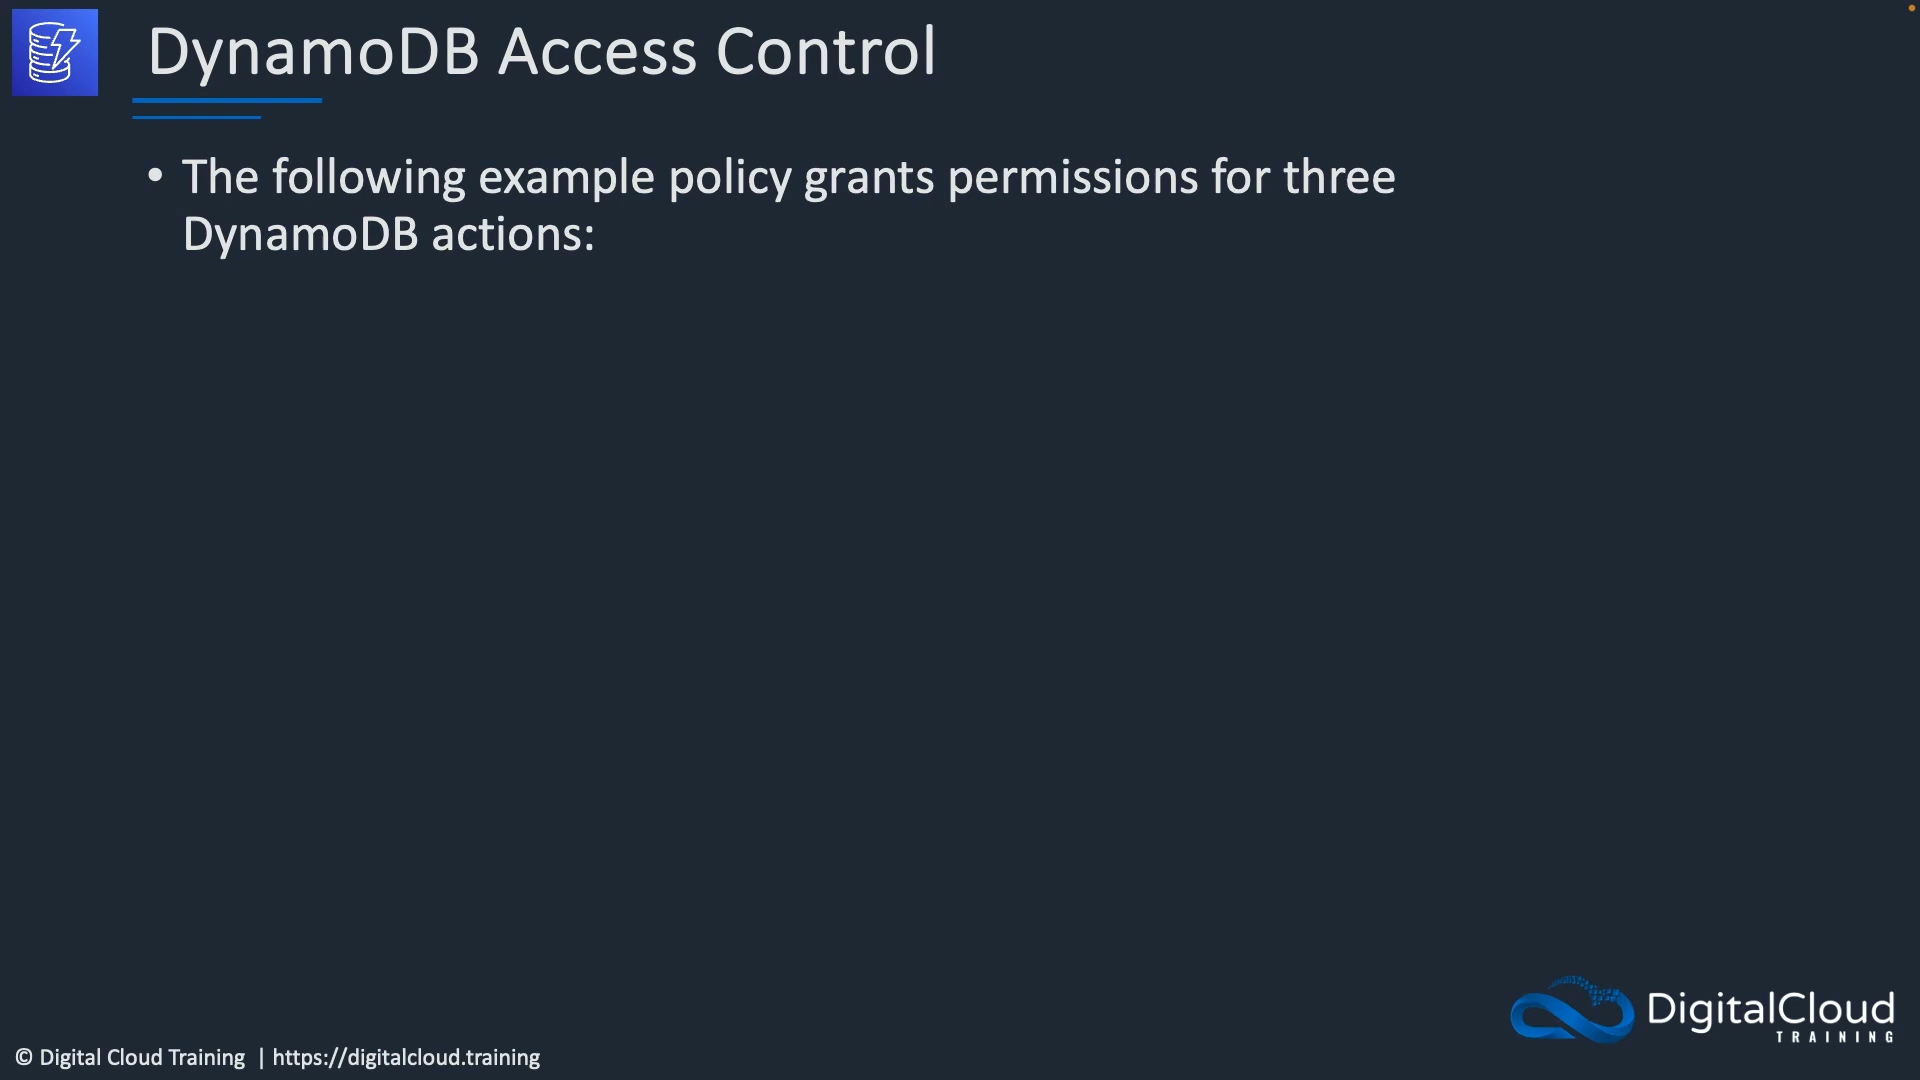 DynamoDB Access Control
• The following example policy grants permissions for three
DynamoDB actions:
DigitalCloud
TRAINING
© Digital Cloud Training | https://digitalcloud.training